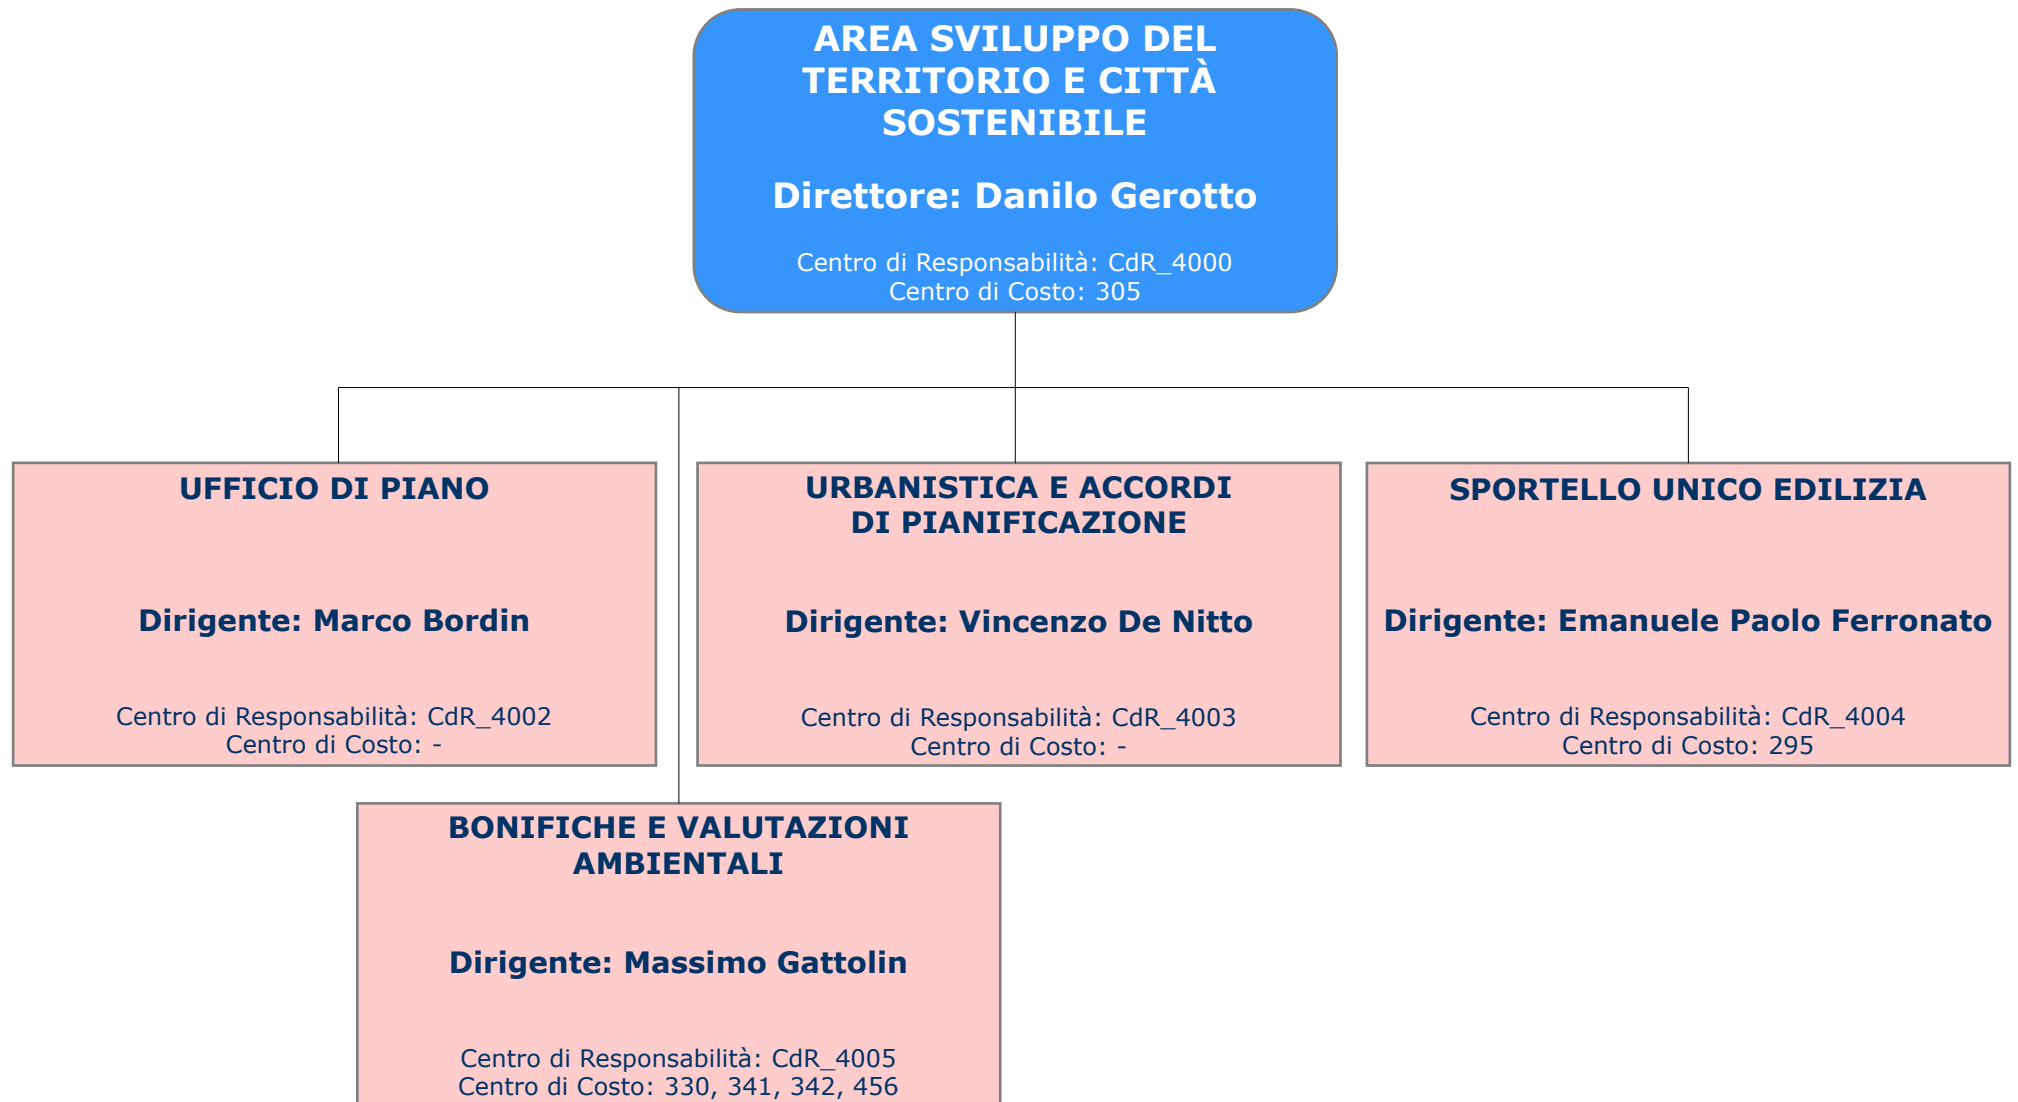 AREA SVILUPPO DEL
TERRITORIO E CITTÀ
SOSTENIBILE
Direttore: Danilo Gerotto
Centro di Responsabilità: CdR_4000
Centro di Costo: 305
UFFICIO DI PIANO
Dirigente: Marco Bordin
Centro di Responsabilità: CdR_4002
Centro di Costo: -
URBANISTICA E ACCORDI
DI PIANIFICAZIONE
Dirigente: Vincenzo De Nitto
Centro di Responsabilità: CdR_4003
Centro di Costo: -
SPORTELLO UNICO EDILIZIA
Dirigente: Emanuele Paolo Ferronato
Centro di Responsabilità: CdR_4004
Centro di Costo: 295
BONIFICHE E VALUTAZIONI
AMBIENTALI
Dirigente: Massimo Gattolin
Centro di Responsabilità: CdR_4005
Centro di Costo: 330, 341, 342, 456